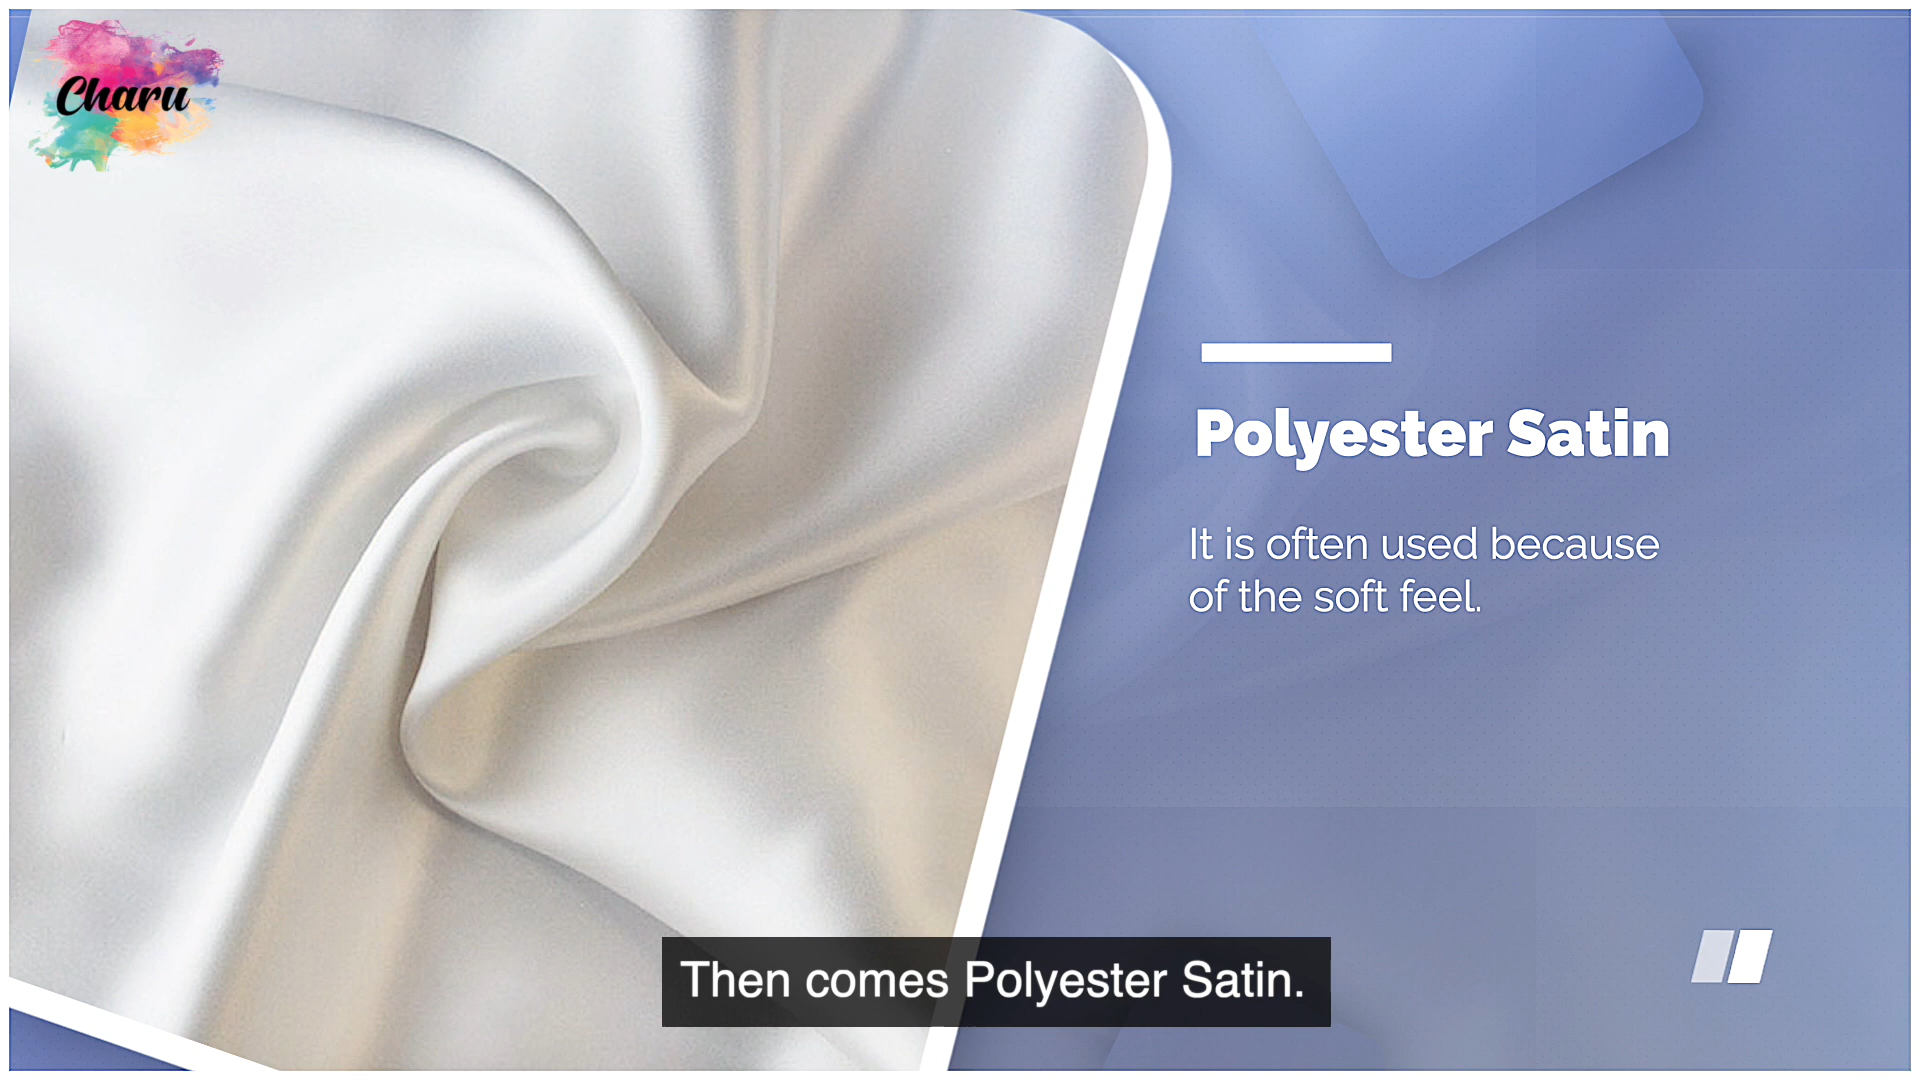 Charu
Polyester Satin
It is often used because
of the soft feel.
Then comes Polyester Satin.